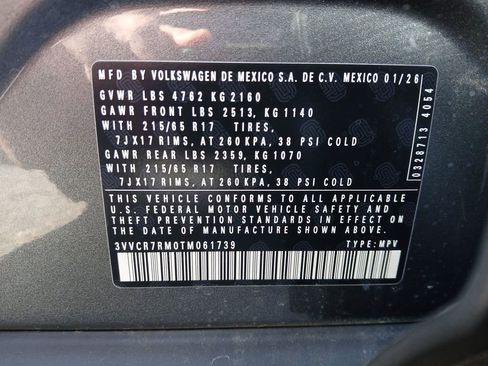 MFD BY VOLKSWAGEN DE MEXICO S.A. DE C.V. MEXICO 01/26
GVWR LBS 4762 KG 2160
GAWR FRONT LBS 2513, KG 1140
WITH 215/65 R17 TIRES,
7JX17 RIMS, AT 260 KPA, 38 PSI COLD
GAWR REAR LBS 2359, KG 1070
WITH 215/65 R17 TIRES,
7JX17 RIMS, AT 260 KPA, 38 PSI COLD
THIS VEHICLE CONFORMS TO ALL APPLICABLE
U.S. FEDERAL MOTOR VEHICLE SAFETY AND
THEFT PREVENTION STANDARDS IN EFFECT ON
THE DATE OF MANUFACTURE SHOWN ABOVE.
3VVCR7RM0TM061739 TYPE: MPV
0328713 4054